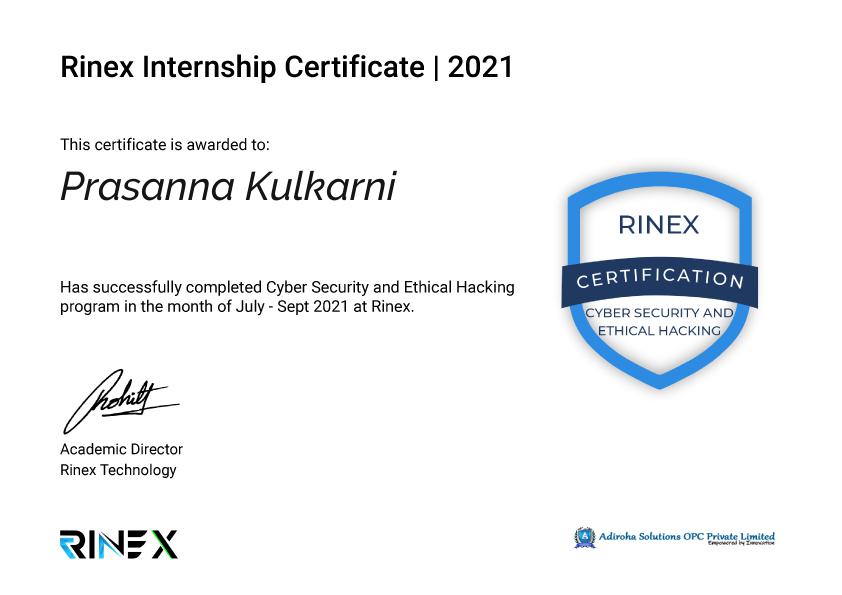 Rinex Internship Certificate | 2021
This certificate is awarded to:
Prasanna Kulkarni
Has successfully completed Cyber Security and Ethical Hacking
program in the month of July - Sept 2021 at Rinex.
RINEX
CERTIFICATION
CYBER SECURITY AND
ETHICAL HACKING
Academic Director
Rinex Technology
RINEX
A
Adiroha Solutions OPC Private Limited
Empowered by Innovation